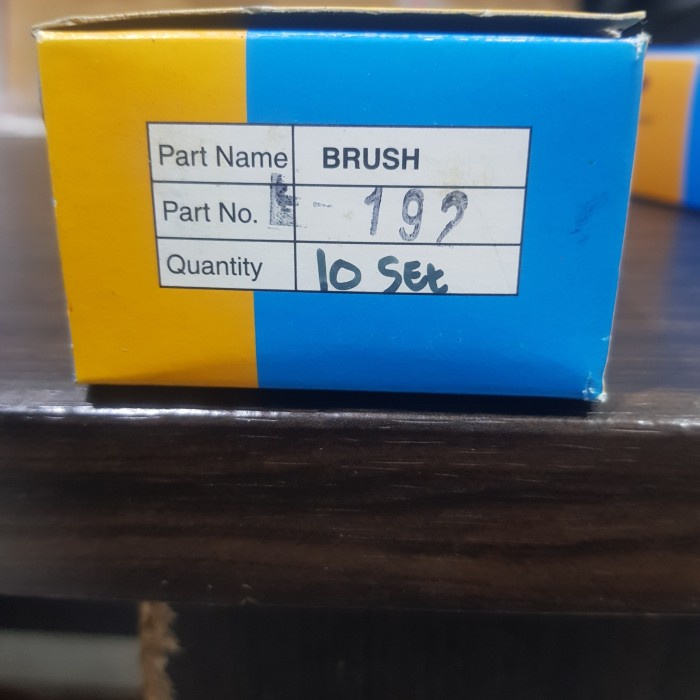 Part Name BRUSH
Part No. - 192
Quantity 10 Set